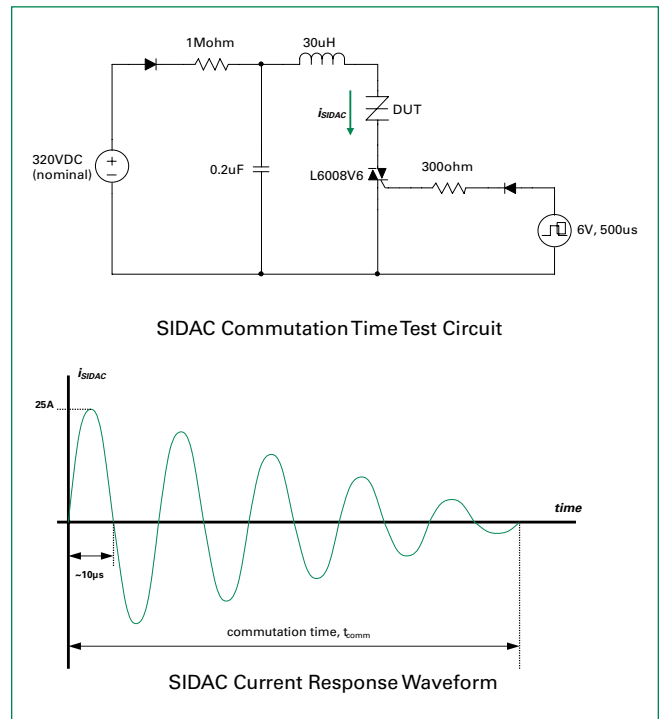 1Mohm
30uH
i_SIDAC
DUT
320VDC
(nominal)
+
−
0.2uF
L6008V6
300ohm
6V, 500us
SIDAC Commutation Time Test Circuit
i_SIDAC
25A
time
~10µs
commutation time, t_comm
SIDAC Current Response Waveform